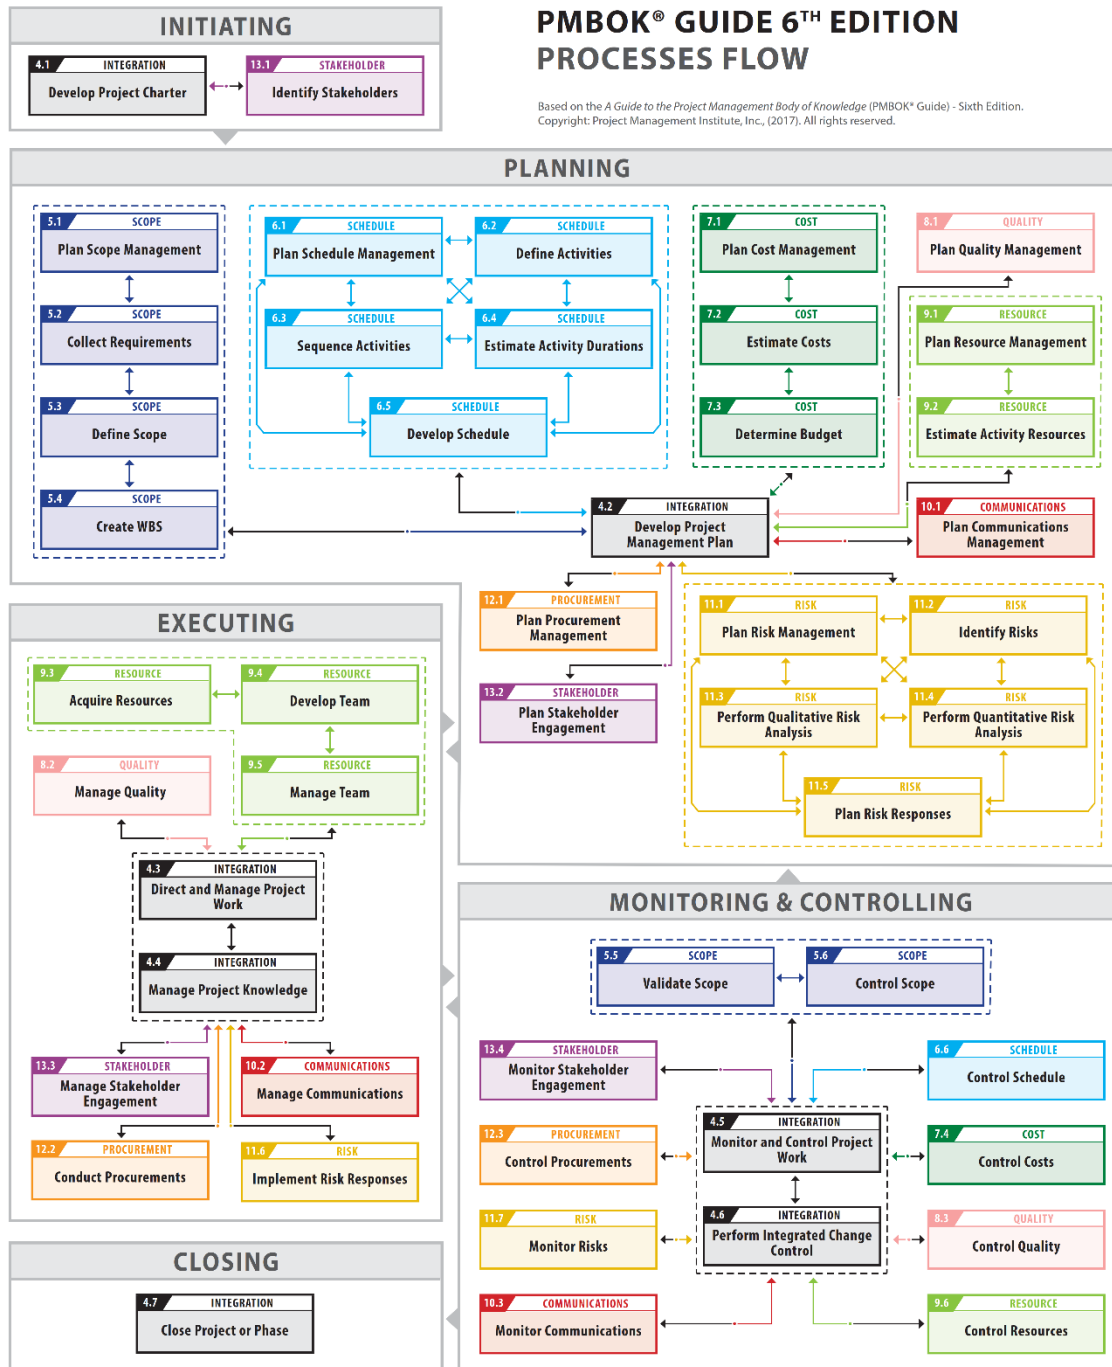 PMBOK® GUIDE 6TH EDITION
PROCESSES FLOW
Based on the A Guide to the Project Management Body of Knowledge (PMBOK® Guide) - Sixth Edition.
Copyright: Project Management Institute, Inc., (2017). All rights reserved.
INITIATING
4.1 INTEGRATION
Develop Project Charter
13.1 STAKEHOLDER
Identify Stakeholders
PLANNING
5.1 SCOPE
Plan Scope Management
5.2 SCOPE
Collect Requirements
5.3 SCOPE
Define Scope
5.4 SCOPE
Create WBS
6.1 SCHEDULE
Plan Schedule Management
6.2 SCHEDULE
Define Activities
6.3 SCHEDULE
Sequence Activities
6.4 SCHEDULE
Estimate Activity Durations
6.5 SCHEDULE
Develop Schedule
7.1 COST
Plan Cost Management
7.2 COST
Estimate Costs
7.3 COST
Determine Budget
8.1 QUALITY
Plan Quality Management
9.1 RESOURCE
Plan Resource Management
9.2 RESOURCE
Estimate Activity Resources
4.2 INTEGRATION
Develop Project
Management Plan
10.1 COMMUNICATIONS
Plan Communications
Management
12.1 PROCUREMENT
Plan Procurement
Management
13.2 STAKEHOLDER
Plan Stakeholder
Engagement
11.1 RISK
Plan Risk Management
11.2 RISK
Identify Risks
11.3 RISK
Perform Qualitative Risk
Analysis
11.4 RISK
Perform Quantitative Risk
Analysis
11.5 RISK
Plan Risk Responses
EXECUTING
9.3 RESOURCE
Acquire Resources
9.4 RESOURCE
Develop Team
8.2 QUALITY
Manage Quality
9.5 RESOURCE
Manage Team
4.3 INTEGRATION
Direct and Manage Project
Work
4.4 INTEGRATION
Manage Project Knowledge
13.3 STAKEHOLDER
Manage Stakeholder
Engagement
10.2 COMMUNICATIONS
Manage Communications
12.2 PROCUREMENT
Conduct Procurements
11.6 RISK
Implement Risk Responses
MONITORING & CONTROLLING
5.5 SCOPE
Validate Scope
5.6 SCOPE
Control Scope
13.4 STAKEHOLDER
Monitor Stakeholder
Engagement
6.6 SCHEDULE
Control Schedule
4.5 INTEGRATION
Monitor and Control Project
Work
12.3 PROCUREMENT
Control Procurements
7.4 COST
Control Costs
4.6 INTEGRATION
Perform Integrated Change
Control
11.7 RISK
Monitor Risks
8.3 QUALITY
Control Quality
10.3 COMMUNICATIONS
Monitor Communications
9.6 RESOURCE
Control Resources
CLOSING
4.7 INTEGRATION
Close Project or Phase